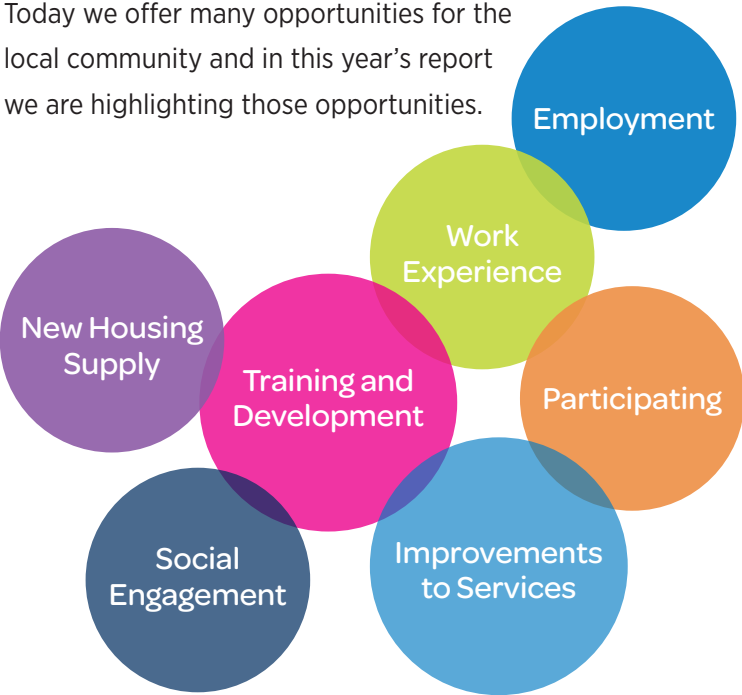 Today we offer many opportunities for the
local community and in this year’s report
we are highlighting those opportunities.
Employment
Work
Experience
New Housing
Supply
Training and
Development
Participating
Social
Engagement
Improvements
to Services